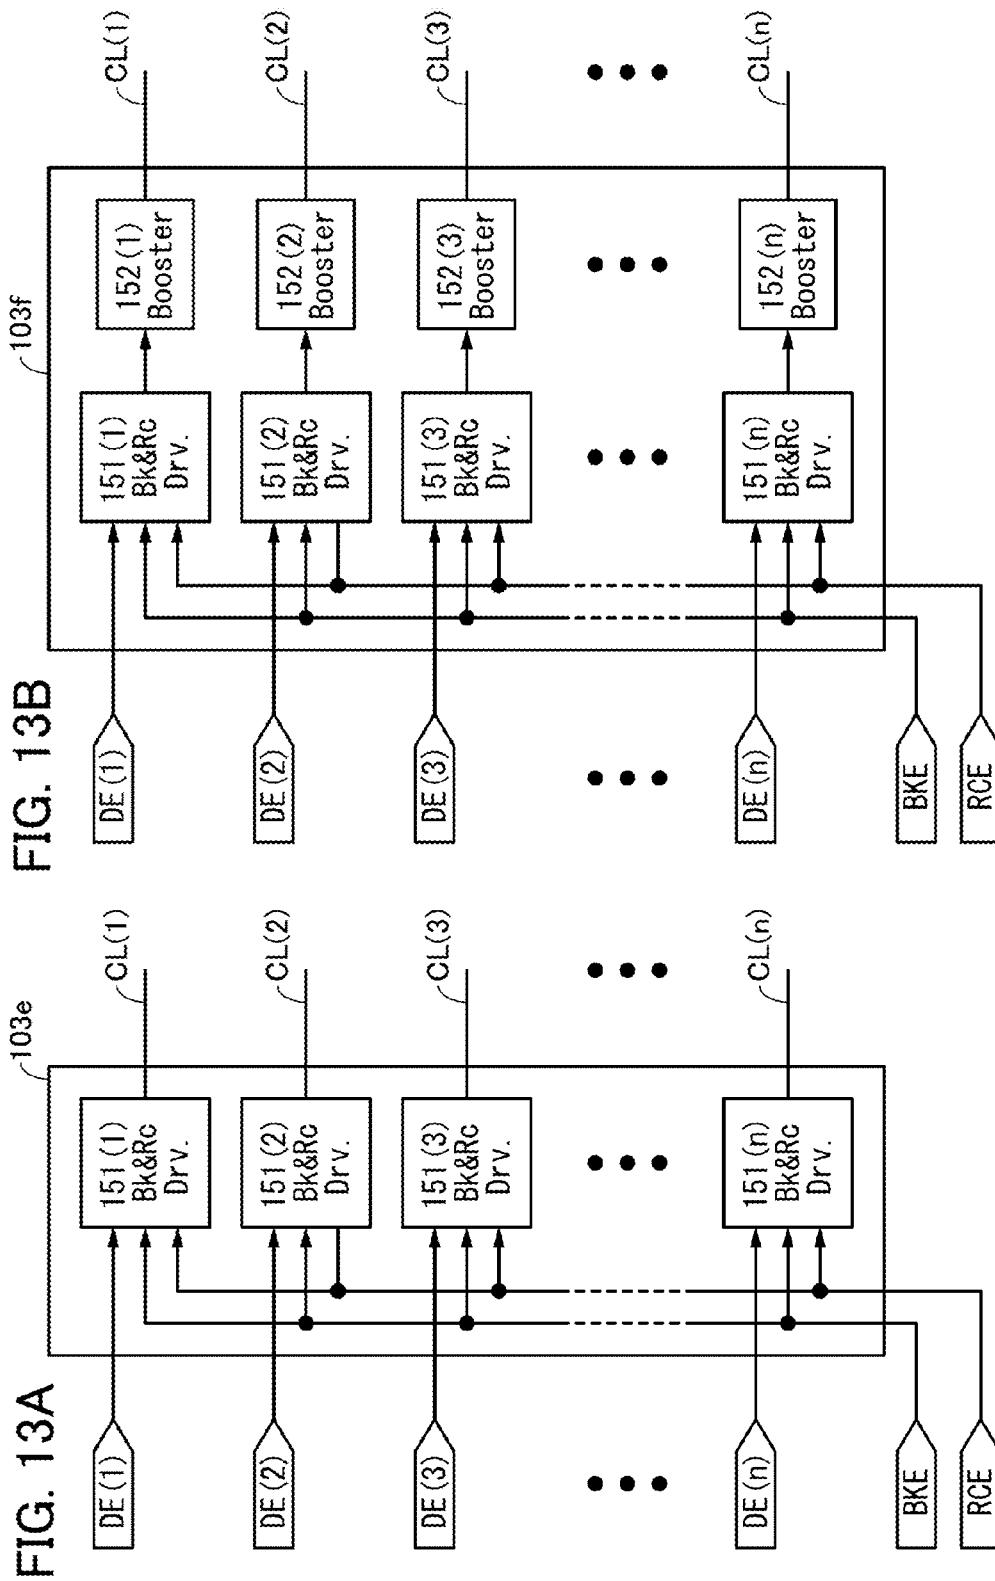 FIG. 13A
103e
DE(1)
151(1)
Bk&Rc
Drv.
CL(1)
DE(2)
151(2)
Bk&Rc
Drv.
CL(2)
DE(3)
151(3)
Bk&Rc
Drv.
CL(3)
DE(n)
151(n)
Bk&Rc
Drv.
CL(n)
BKE
RCE
FIG. 13B
103f
DE(1)
151(1)
Bk&Rc
Drv.
152(1)
Booster
CL(1)
DE(2)
151(2)
Bk&Rc
Drv.
152(2)
Booster
CL(2)
DE(3)
151(3)
Bk&Rc
Drv.
152(3)
Booster
CL(3)
DE(n)
151(n)
Bk&Rc
Drv.
152(n)
Booster
CL(n)
BKE
RCE